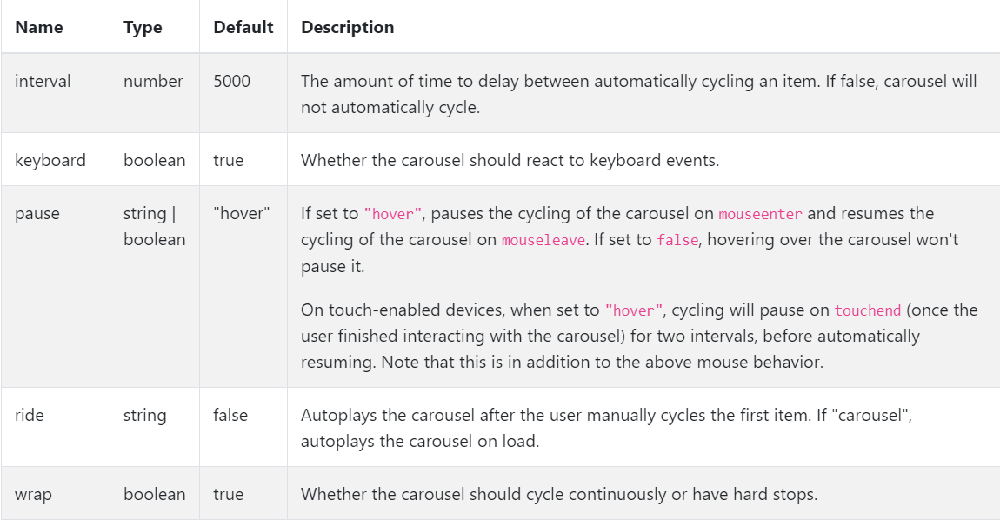 Name Type Default Description
interval number 5000 The amount of time to delay between automatically cycling an item. If false, carousel will
not automatically cycle.
keyboard boolean true Whether the carousel should react to keyboard events.
pause string | "hover" If set to "hover", pauses the cycling of the carousel on mouseenter and resumes the
boolean cycling of the carousel on mouseleave. If set to false, hovering over the carousel won't
pause it.
On touch-enabled devices, when set to "hover", cycling will pause on touchend (once the
user finished interacting with the carousel) for two intervals, before automatically
resuming. Note that this is in addition to the above mouse behavior.
ride string false Autoplays the carousel after the user manually cycles the first item. If "carousel",
autoplays the carousel on load.
wrap boolean true Whether the carousel should cycle continuously or have hard stops.